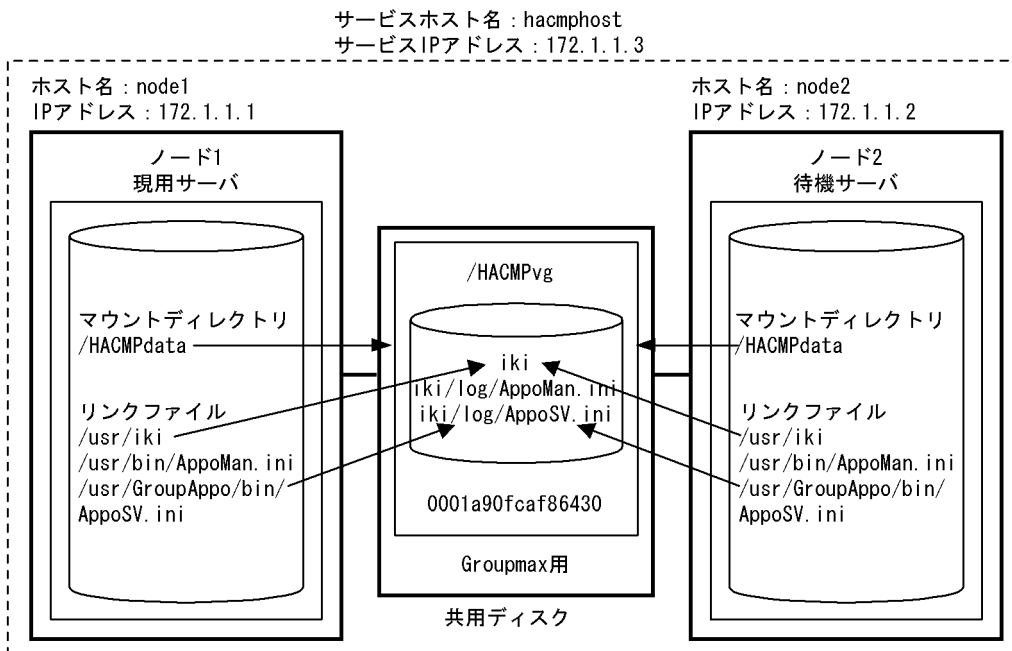 サービスホスト名：hacmphost
サービスIPアドレス：172.1.1.3
ホスト名：node1
IPアドレス：172.1.1.1
ノード1
現用サーバ
マウントディレクトリ
/HACMPdata
リンクファイル
/usr/iki
/usr/bin/AppoMan.ini
/usr/GroupAppo/bin/
AppoSV.ini
/HACMPvg
iki
iki/log/AppoMan.ini
iki/log/AppoSV.ini
0001a90fcaf86430
Groupmax用
共用ディスク
ホスト名：node2
IPアドレス：172.1.1.2
ノード2
待機サーバ
マウントディレクトリ
/HACMPdata
リンクファイル
/usr/iki
/usr/bin/AppoMan.ini
/usr/GroupAppo/bin/
AppoSV.ini